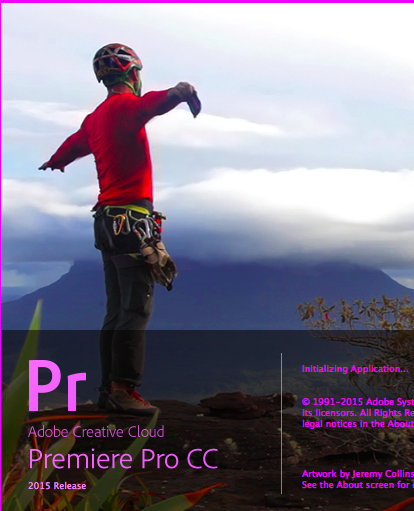 Pr
Adobe Creative Cloud
Premiere Pro CC
2015 Release
Initializing Application...
© 1991-2015 Adobe Syst
its licensors. All Rights Re
legal notices in the About
Artwork by Jeremy Collins
See the About screen for